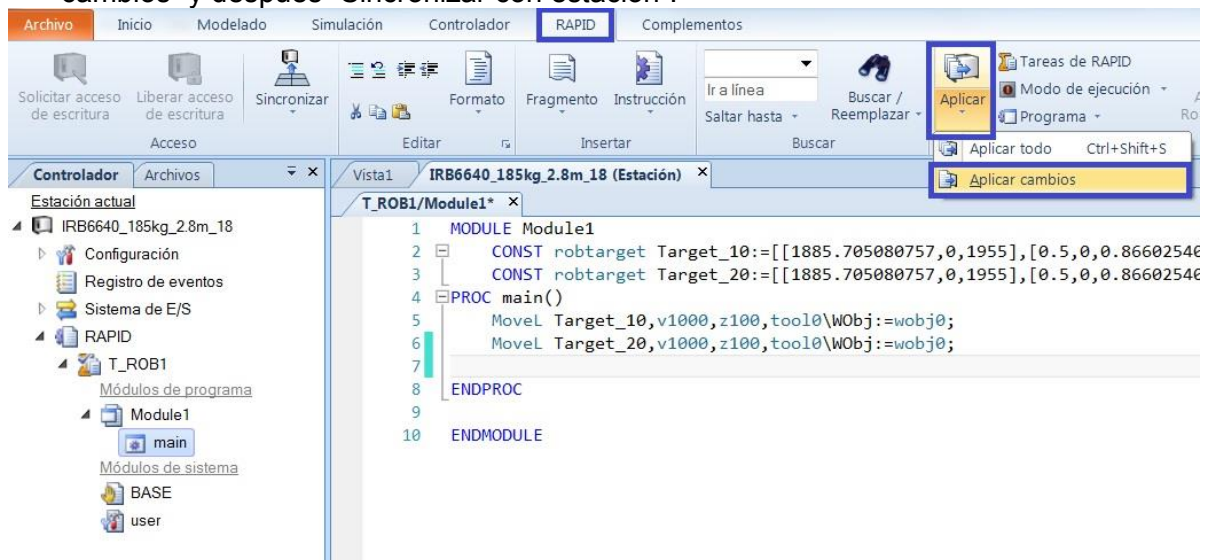 cambios" y después "Sincronizar con estación".
Archivo Inicio Modelado Simulación Controlador RAPID Complementos
Solicitar acceso de escritura
Liberar acceso de escritura
Sincronizar
Acceso
Formato
Editar
Fragmento Instrucción
Insertar
Ir a línea
Saltar hasta
Buscar / Reemplazar
Buscar
Aplicar
Tareas de RAPID
Modo de ejecución
Programa
Aplicar todo Ctrl+Shift+S
Aplicar cambios
Controlador Archivos
Estación actual
IRB6640_185kg_2.8m_18
Configuración
Registro de eventos
Sistema de E/S
RAPID
T_ROB1
Módulos de programa
Module1
main
Módulos de sistema
BASE
user
Vista1 IRB6640_185kg_2.8m_18 (Estación)
T_ROB1/Module1*
1 MODULE Module1
2 CONST robtarget Target_10:=[[1885.705080757,0,1955],[0.5,0,0.86602540
3 CONST robtarget Target_20:=[[1885.705080757,0,1955],[0.5,0,0.86602540
4 PROC main()
5 MoveL Target_10,v1000,z100,tool0\WObj:=wobj0;
6 MoveL Target_20,v1000,z100,tool0\WObj:=wobj0;
7
8 ENDPROC
9
10 ENDMODULE